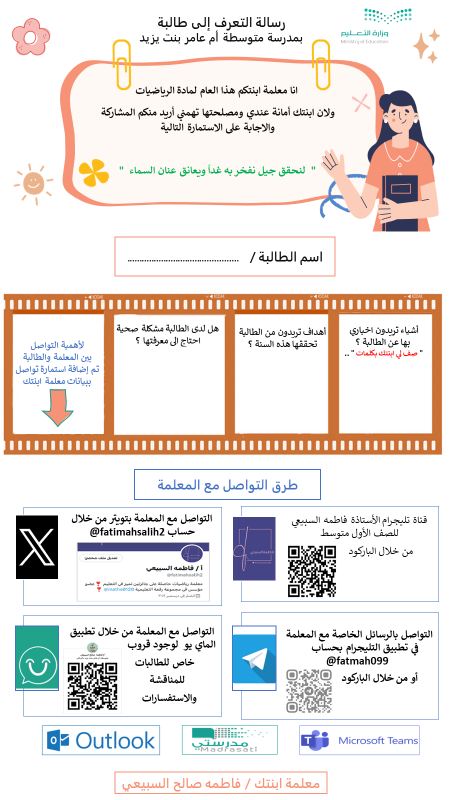 وزارة التعليم
Ministry of Education
رسالة التعرف إلى طالبة
بمدرسة متوسطة أم عامر بنت يزيد
انا معلمة ابنتكم هذا العام لمادة الرياضيات
ولان ابنتك أمانة عندي ومصلحتها تهمني أريد منكم المشاركة
والاجابة على الاستمارة التالية
" لنحقق جيل نفخر به غداً ويعانق عنان السماء "
اسم الطالبة / ................................................
أشياء تريدون اخباري
بها عن الطالبة ؟
" صف لي ابنتك بكلمات " ..
أهداف تريدون من الطالبة
تحققها هذه السنة ؟
هل لدى الطالبة مشكلة صحية
احتاج الى معرفتها ؟
لأهمية التواصل
بين المعلمة والطالبة
تم إضافة استمارة تواصل
ببيانات معلمة ابنتك
طرق التواصل مع المعلمة
قناة تليجرام الأستاذة فاطمه السبيعي
للصف الأول متوسط
من خلال الباركود
التواصل مع المعلمة بتويتر من خلال
حساب @fatimahsalih2
أ / فاطمه السبيعي
@fatimahsalih2
التواصل بالرسائل الخاصة مع المعلمة
في تطبيق التليجرام بحساب
@fatmah099
أو من خلال الباركود
التواصل مع المعلمة من خلال تطبيق
الماي يو لوجود قروب
خاص للطالبات
للمناقشة
والاستفسارات
Outlook
مدرستي
Madrasati
Microsoft Teams
معلمة ابنتك / فاطمه صالح السبيعي